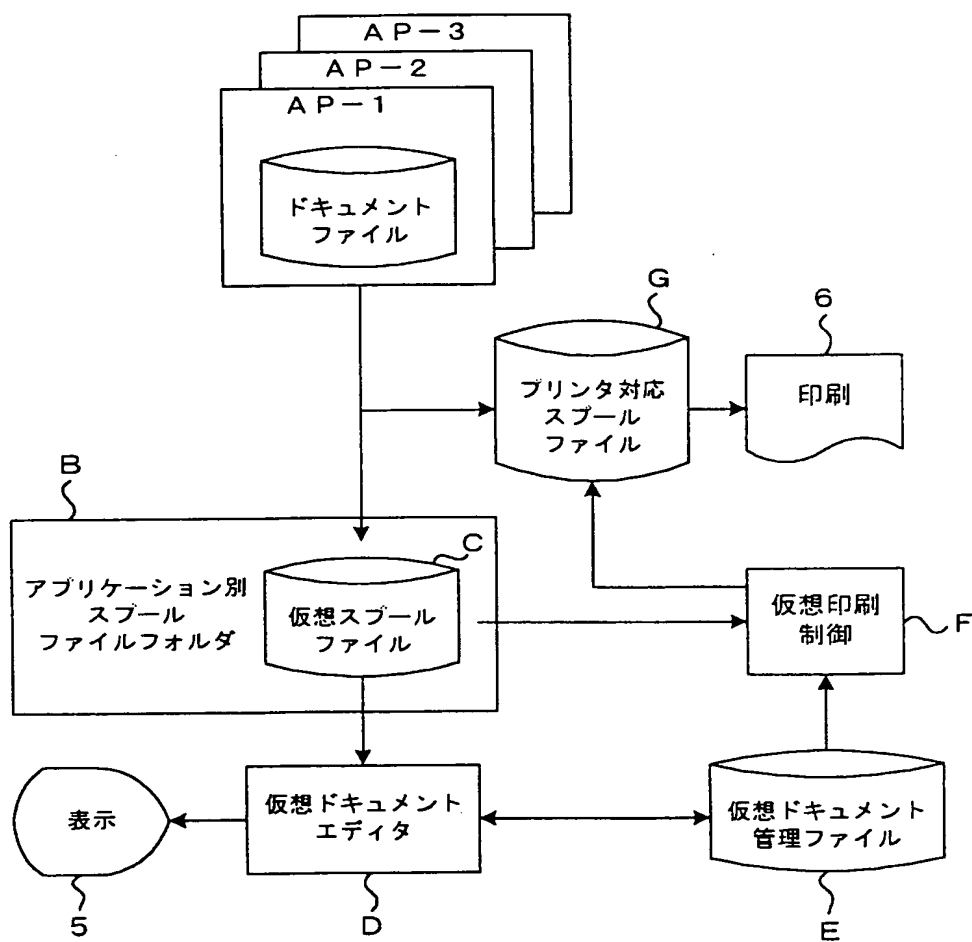 AP－3
AP－2
AP－1
ドキュメント
ファイル
G
6
プリンタ対応
スプール
ファイル
印刷
B
C
アプリケーション別
スプール
ファイルフォルダ
仮想スプール
ファイル
仮想印刷
制御
F
表示
仮想ドキュメント
エディタ
仮想ドキュメント
管理ファイル
5
D
E